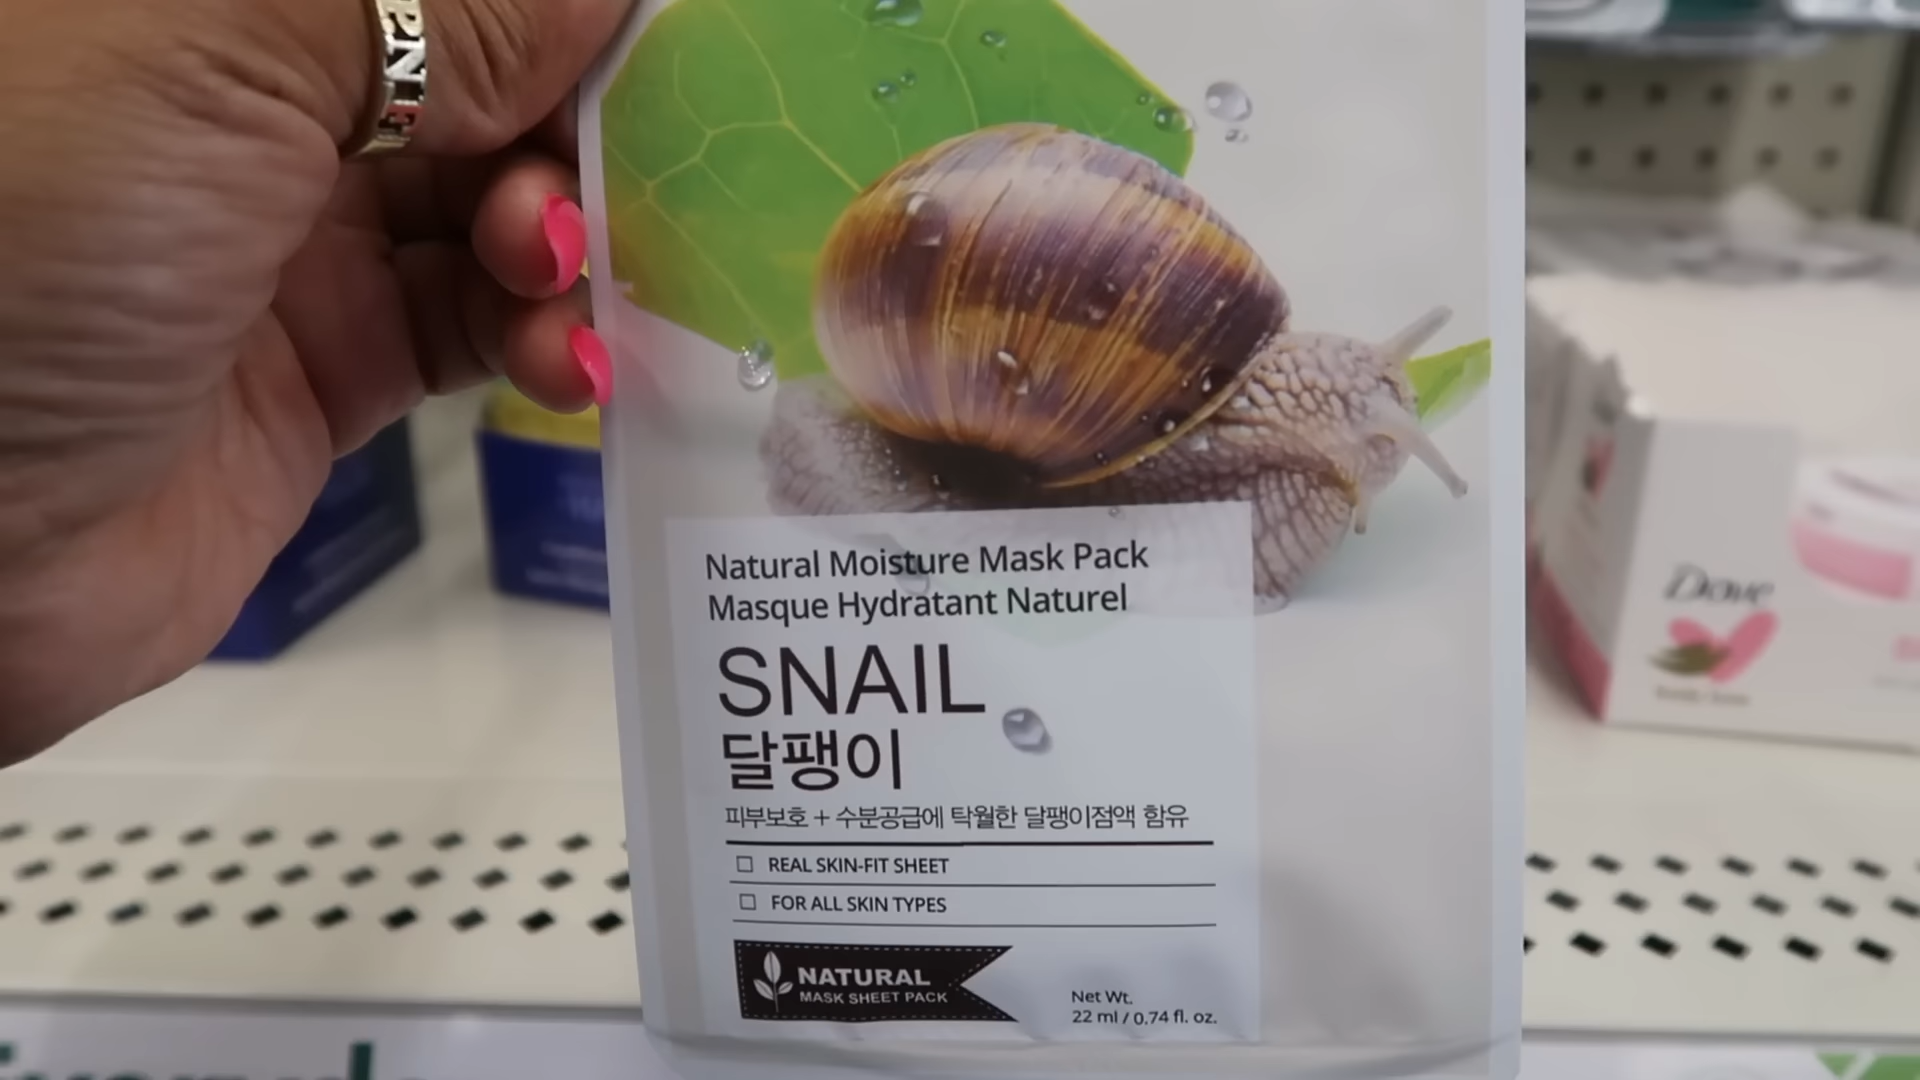 Natural Moisture Mask Pack
Masque Hydratant Naturel
SNAIL
달팽이
피부보호 + 수분공급에 탁월한 달팽이점액 함유
REAL SKIN-FIT SHEET
FOR ALL SKIN TYPES
NATURAL
MASK SHEET PACK
Net Wt.
22 ml / 0.74 fl. oz.
Dove